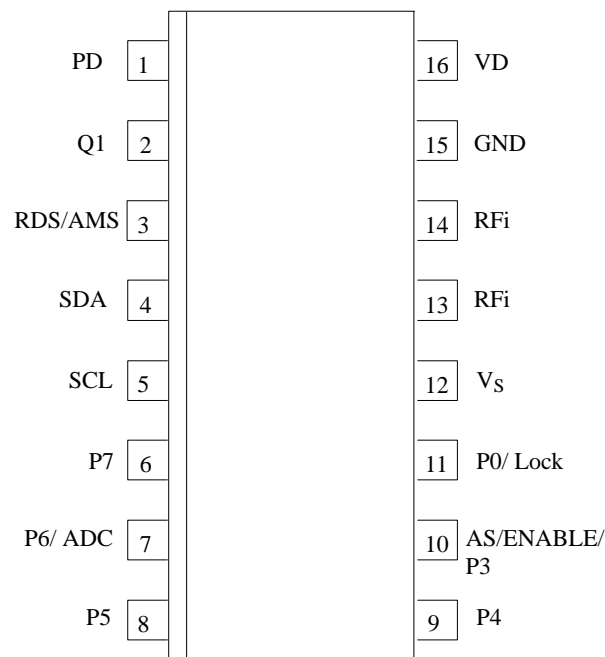 PD 1 16 VD
Q1 2 15 GND
RDS/AMS 3 14 RFi
SDA 4 13 RFi
SCL 5 12 VS
P7 6 11 P0/ Lock
P6/ ADC 7 10 AS/ENABLE/
P3
P5 8 9 P4